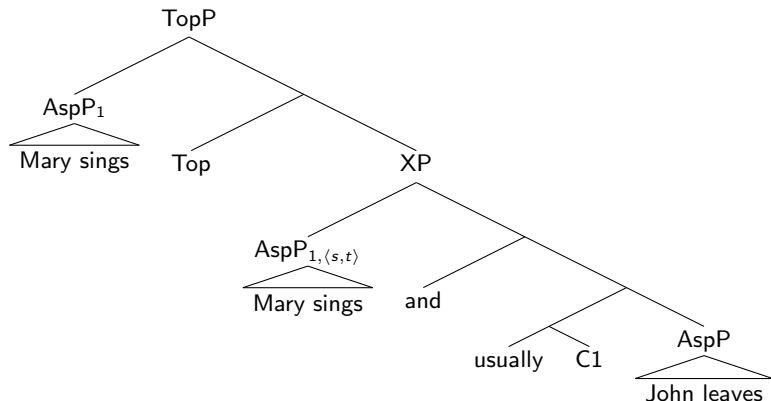 TopP
AspP₁
Mary sings
Top
XP
AspP₁,⟨s,t⟩
Mary sings
and
usually C1
AspP
John leaves